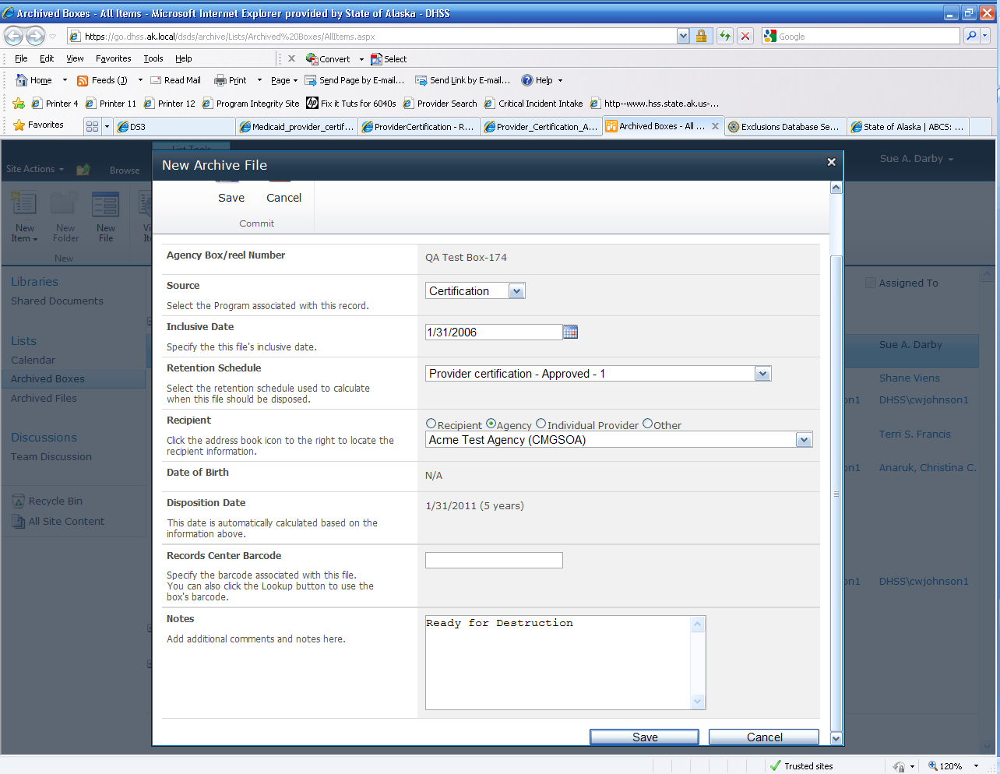 Archived Boxes - All Items - Microsoft Internet Explorer provided by State of Alaska - DHSS
https://go.dhss.ak.local/dsds/archive/Lists/Archived%20Boxes/AllItems.aspx
Google
File Edit View Favorites Tools Help
Convert Select
Home Feeds (J) Read Mail Print Page Send Page by E-mail... Send Link by E-mail... Help
Printer 4 Printer 11 Printer 12 Program Integrity Site Fix it Tuts for 6040s Provider Search Critical Incident Intake http--www.hss.state.ak.us-...
Favorites DS3 Medicaid_provider_certif... ProviderCertification - R... Provider_Certification_A... Archived Boxes - All ... Exclusions Database Se... State of Alaska | ABCS: ...
List Tools
Site Actions Browse
Sue A. Darby
New Archive File
Save Cancel
Commit
New Item
New Folder
New File
New
Libraries
Shared Documents
Lists
Calendar
Archived Boxes
Archived Files
Discussions
Team Discussion
Recycle Bin
All Site Content
Agency Box/reel Number
QA Test Box-174
Source
Select the Program associated with this record.
Certification
Inclusive Date
Specify the this file's inclusive date.
1/31/2006
Retention Schedule
Select the retention schedule used to calculate
when this file should be disposed.
Provider certification - Approved - 1
Recipient
Click the address book icon to the right to locate the
recipient information.
Recipient Agency Individual Provider Other
Acme Test Agency (CMGSOA)
Date of Birth
N/A
Disposition Date
This date is automatically calculated based on the
information above.
1/31/2011 (5 years)
Records Center Barcode
Specify the barcode associated with this file.
You can also click the Lookup button to use the
box's barcode.
Notes
Add additional comments and notes here.
Ready for Destruction
Save Cancel
Assigned To
Sue A. Darby
Shane Viens
DHSS\cwjohnson1
Terri S. Francis
Anaruk, Christina C.
DHSS\cwjohnson1
Trusted sites
120%